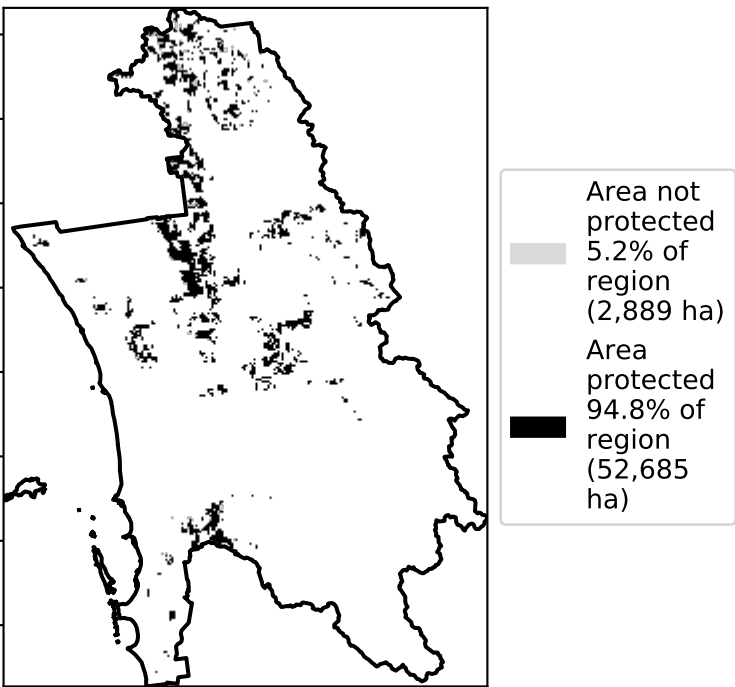 Area not
protected
5.2% of
region
(2,889 ha)
Area
protected
94.8% of
region
(52,685
ha)